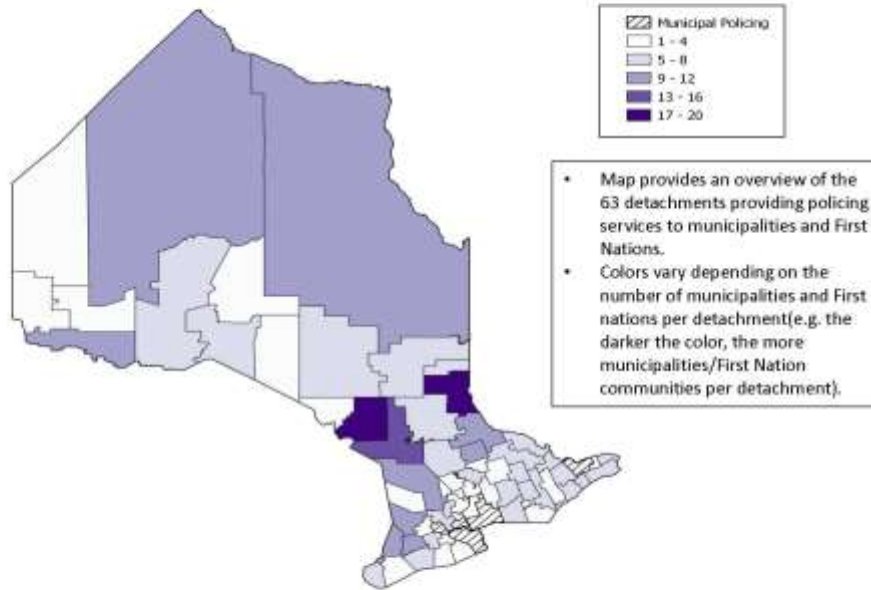 Municipal Policing
1 - 4
5 - 8
9 - 12
13 - 16
17 - 20
• Map provides an overview of the
63 detachments providing policing
services to municipalities and First
Nations.
• Colors vary depending on the
number of municipalities and First
nations per detachment(e.g. the
darker the color, the more
municipalities/First Nation
communities per detachment).